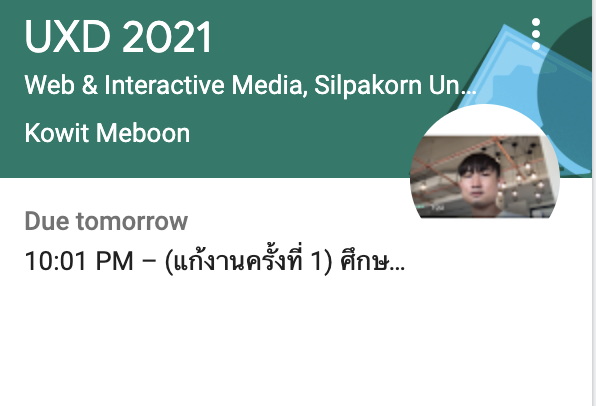 UXD 2021
Web & Interactive Media, Silpakorn Un...
Kowit Meboon
Due tomorrow
10:01 PM – (แก้งานครั้งที่ 1) ศึกษ...